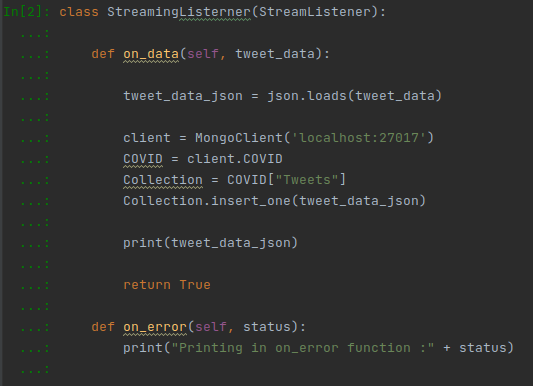 In[2]: class StreamingListerner(StreamListener):
...:
...:     def on_data(self, tweet_data):
...:
...:         tweet_data_json = json.loads(tweet_data)
...:
...:         client = MongoClient('localhost:27017')
...:         COVID = client.COVID
...:         Collection = COVID["Tweets"]
...:         Collection.insert_one(tweet_data_json)
...:
...:         print(tweet_data_json)
...:
...:         return True
...:
...:     def on_error(self, status):
...:         print("Printing in on_error function :" + status)
...: